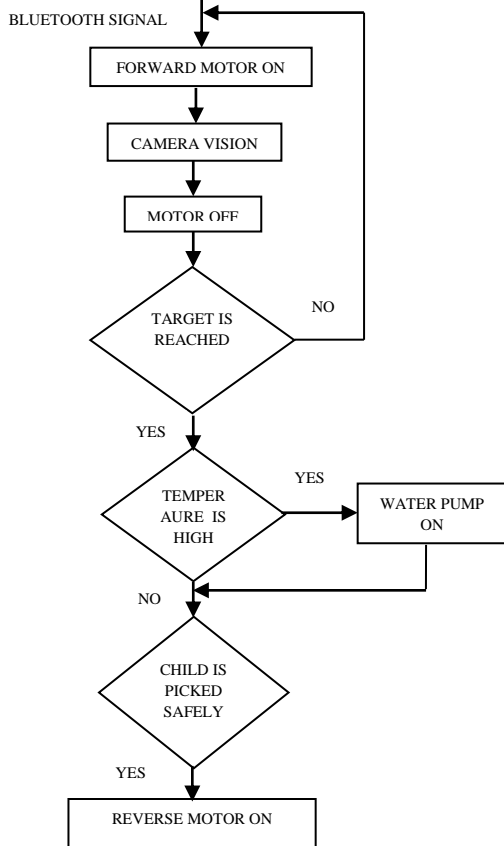 BLUETOOTH SIGNAL
FORWARD MOTOR ON
CAMERA VISION
MOTOR OFF
TARGET IS
REACHED
NO
YES
TEMPER
AURE IS
HIGH
YES
WATER PUMP
ON
NO
CHILD IS
PICKED
SAFELY
YES
REVERSE MOTOR ON